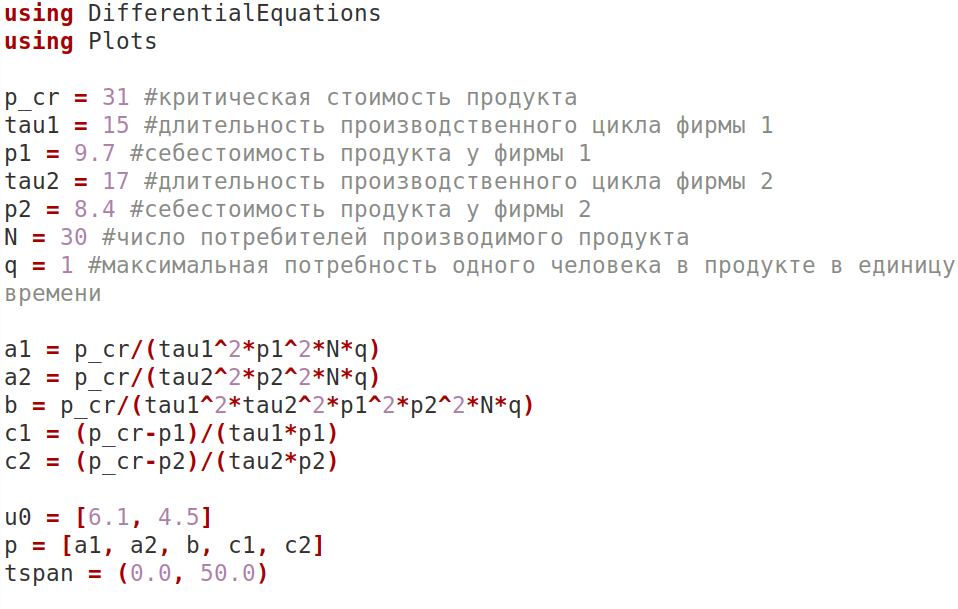 using DifferentialEquations
using Plots

p_cr = 31 #критическая стоимость продукта
tau1 = 15 #длительность производственного цикла фирмы 1
p1 = 9.7 #себестоимость продукта у фирмы 1
tau2 = 17 #длительность производственного цикла фирмы 2
p2 = 8.4 #себестоимость продукта у фирмы 2
N = 30 #число потребителей производимого продукта
q = 1 #максимальная потребность одного человека в продукте в единицу
времени

a1 = p_cr/(tau1^2*p1^2*N*q)
a2 = p_cr/(tau2^2*p2^2*N*q)
b = p_cr/(tau1^2*tau2^2*p1^2*p2^2*N*q)
c1 = (p_cr-p1)/(tau1*p1)
c2 = (p_cr-p2)/(tau2*p2)

u0 = [6.1, 4.5]
p = [a1, a2, b, c1, c2]
tspan = (0.0, 50.0)